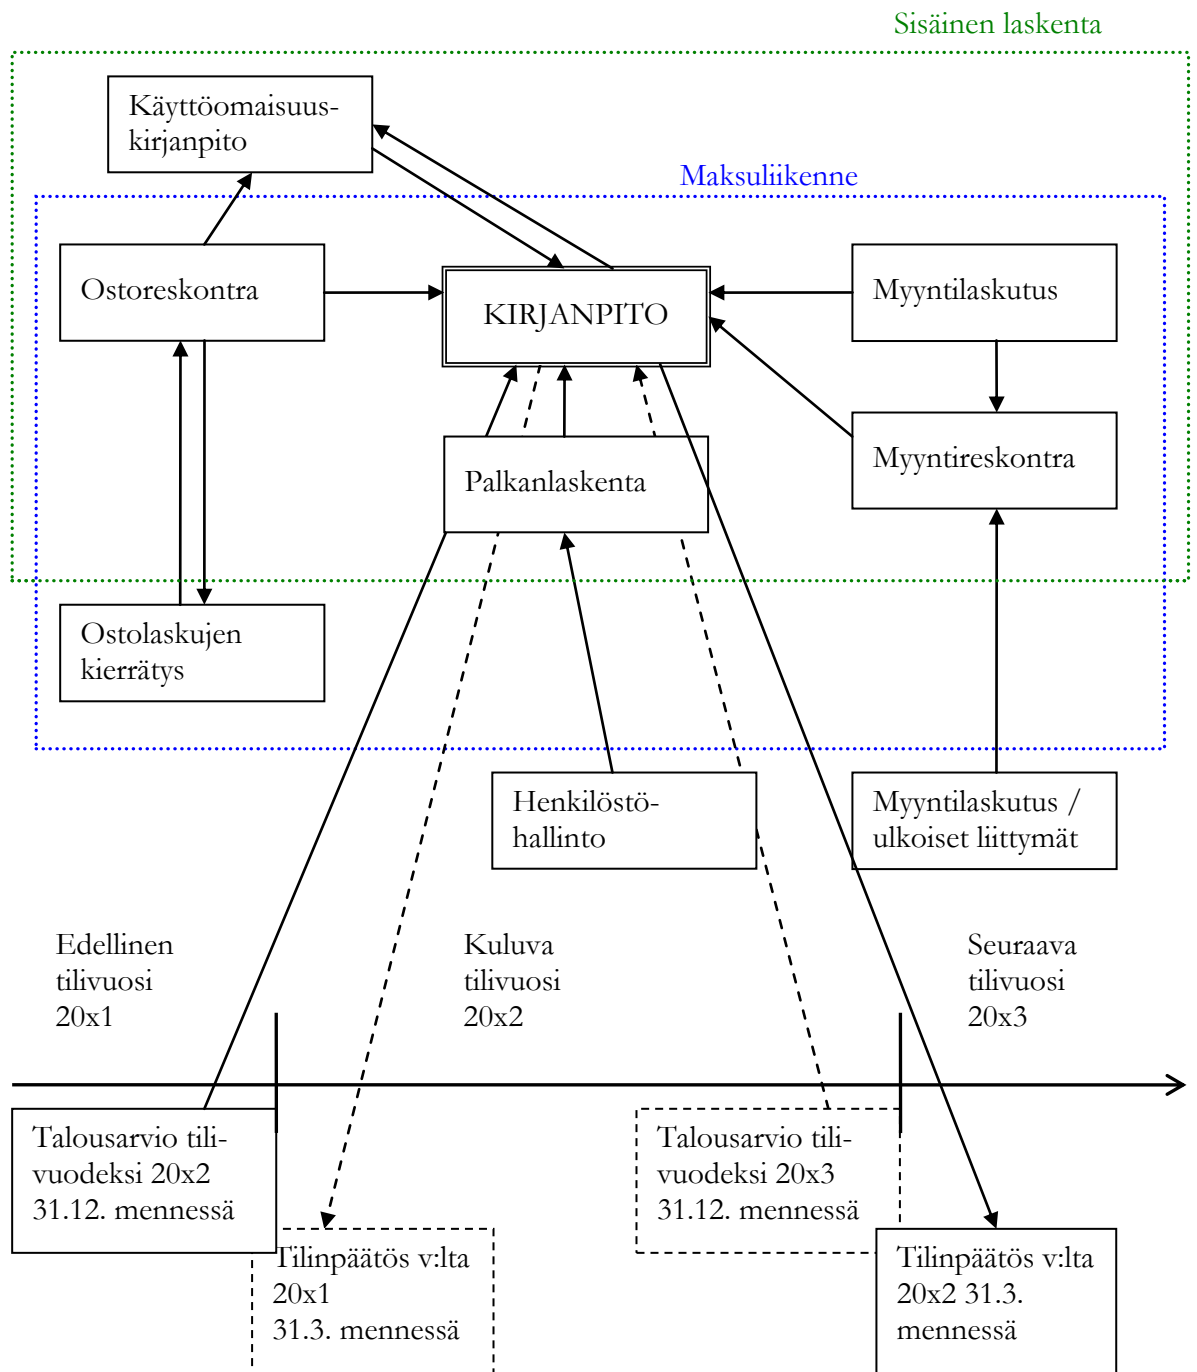 Sisäinen laskenta
Käyttöomaisuus-
kirjanpito
Maksuliikenne
Ostoreskontra
KIRJANPITO
Myyntilaskutus
Palkanlaskenta
Myyntireskontra
Ostolaskujen
kierrätys
Henkilöstö-
hallinto
Myyntilaskutus /
ulkoiset liittymät
Edellinen
tilivuosi
20x1
Kuluva
tilivuosi
20x2
Seuraava
tilivuosi
20x3
Talousarvio tili-
vuodeksi 20x2
31.12. mennessä
Tilinpäätös v:lta
20x1
31.3. mennessä
Talousarvio tili-
vuodeksi 20x3
31.12. mennessä
Tilinpäätös v:lta
20x2 31.3.
mennessä